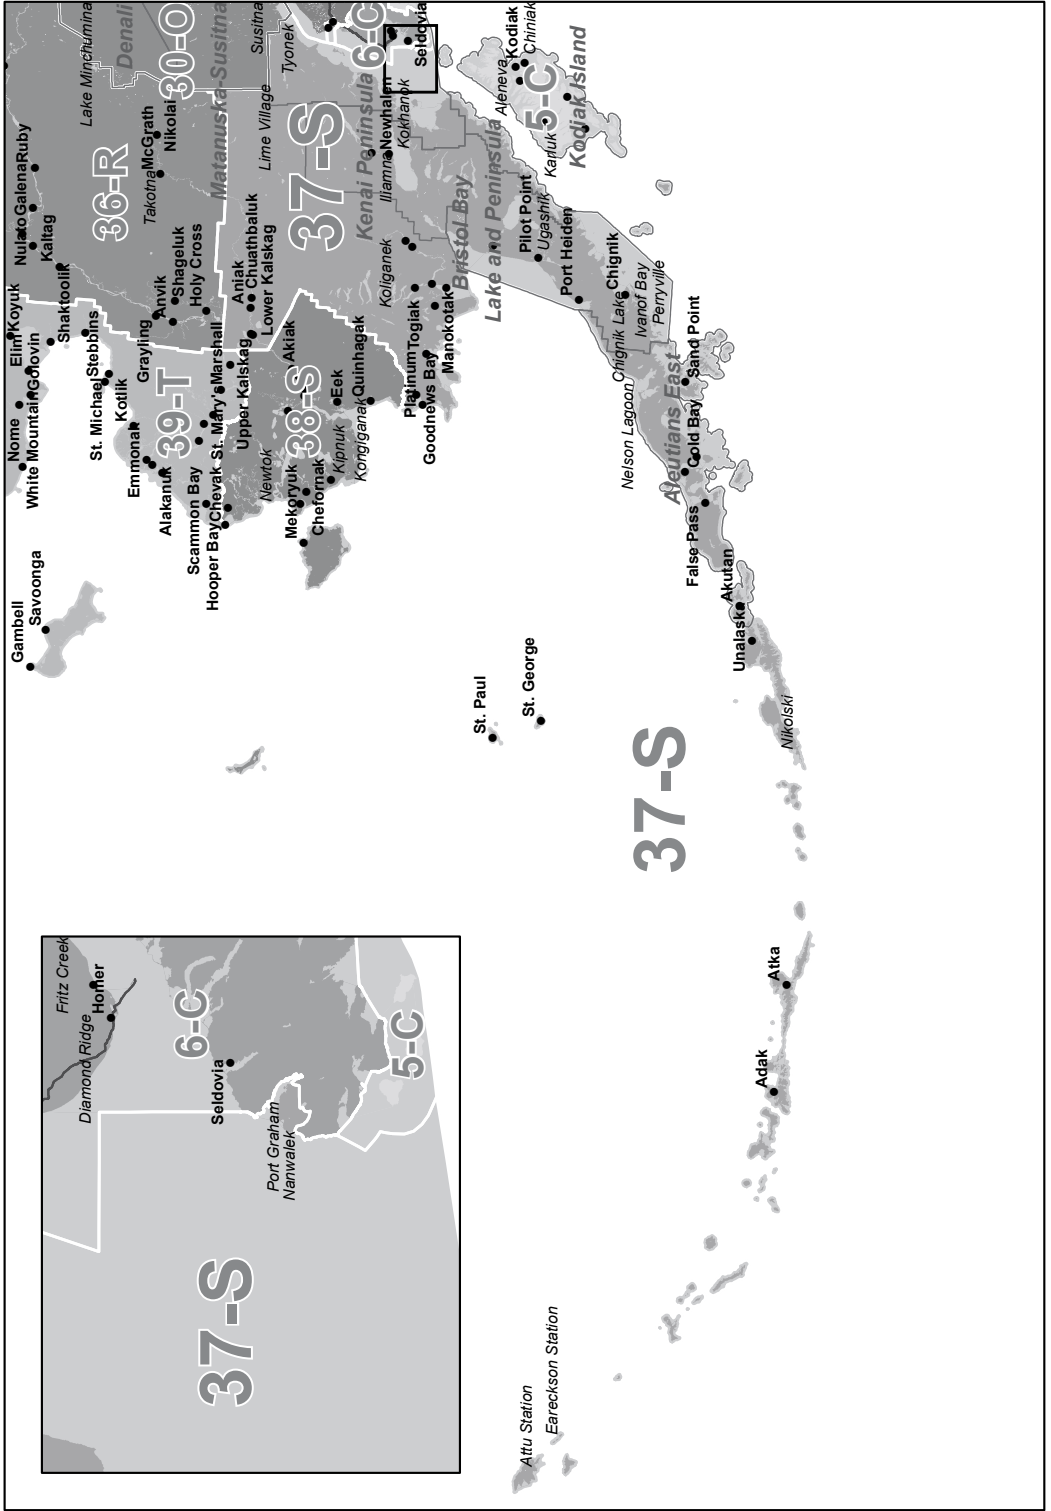 Gambell
Savoonga
Nome
White Mountain
Elim
Golovin
Koyuk
Shaktoolik
Nulato
Galena
Ruby
Kaltag
Lake Minchumina
Denali
30-O
36-R
Takotna
McGrath
Nikolai
Matanuska-Susitna
Susitna
Tyonek
Lime Village
St. Michael
Stebbins
Kotlik
Emmonak
Alakanuk
Grayling
Anvik
Shageluk
Holy Cross
39-T
Scammon Bay
Hooper Bay
Chevak
St. Mary's
Marshall
Upper Kalskag
Aniak
Chuathbaluk
Lower Kalskag
Newtok
Mekoryuk
Chefornak
38-S
Akiak
Kipnuk
Eek
Kongiganak
Quinhagak
37-S
Kenai Peninsula
6-C
Seldovia
Iliamna
Newhalen
Kokhanok
Koliganek
Platinum
Togiak
Goodnews Bay
Manokotak
Bristol Bay
Lake and Peninsula
Kodiak
Chiniak
Aleneva
5-C
Karluk
Kodiak Island
Pilot Point
Ugashik
Port Heiden
Chignik
Chignik Lake
Ivanof Bay
Perryville
Nelson Lagoon
Aleutians East
Sand Point
Cold Bay
False Pass
Akutan
Unalaska
Nikolski
St. Paul
St. George
37-S
Atka
Adak
Attu Station
Eareckson Station
Fritz Creek
Homer
Diamond Ridge
6-C
Seldovia
5-C
Port Graham
Nanwalek
37-S